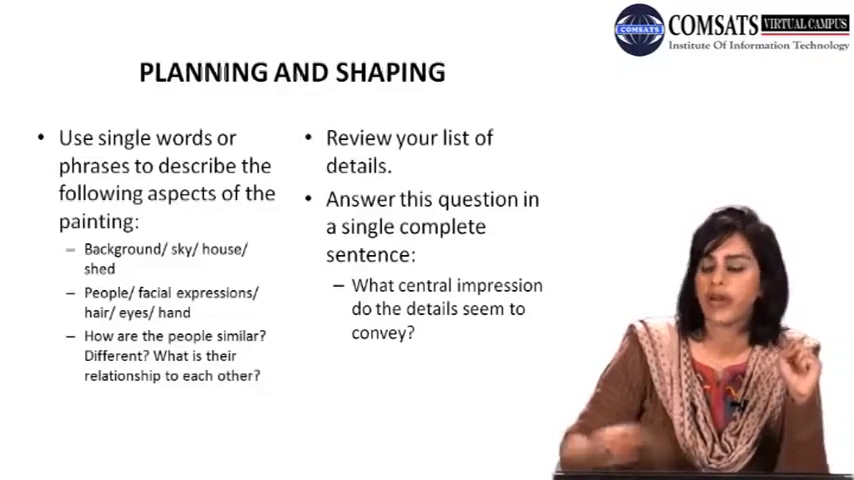 COMSATS VIRTUAL CAMPUS
COMSATS
Institute Of Information Technology
PLANNING AND SHAPING
• Use single words or
phrases to describe the
following aspects of the
painting:
– Background/ sky/ house/
shed
– People/ facial expressions/
hair/ eyes/ hand
– How are the people similar?
Different? What is their
relationship to each other?
• Review your list of
details.
• Answer this question in
a single complete
sentence:
– What central impression
do the details seem to
convey?